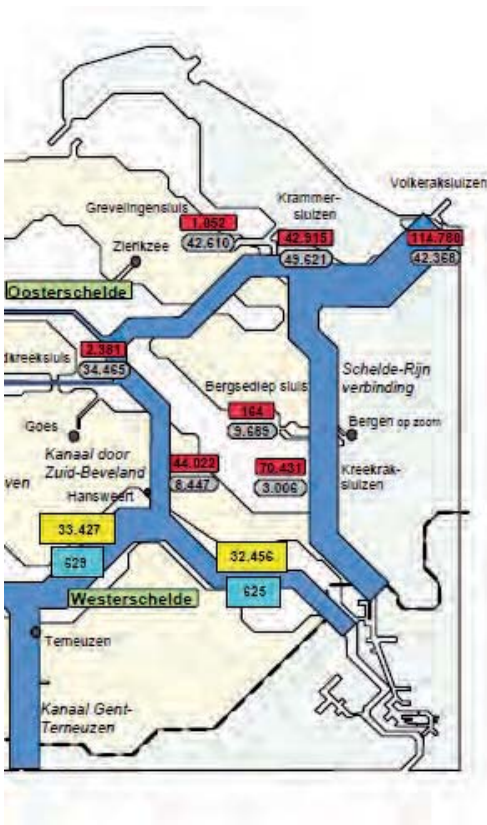 Volkeraksluizen
Krammer-
sluizen
Grevelingensluis
1.052
42.610
42.915
49.621
114.780
42.368
Zierikzee
Oosterschelde
dkreeksluis
2.381
34.465
Schelde-Rijn
verbinding
Bergsediep sluis
164
9.689
Bergen op zoom
Goes
Kanaal door
Zuid-Beveland
ven
Hansweert
44.022
8.447
70.431
3.006
Kreekrak-
sluizen
33.427
629
32.456
625
Westerschelde
Terneuzen
Kanaal Gent-
Terneuzen